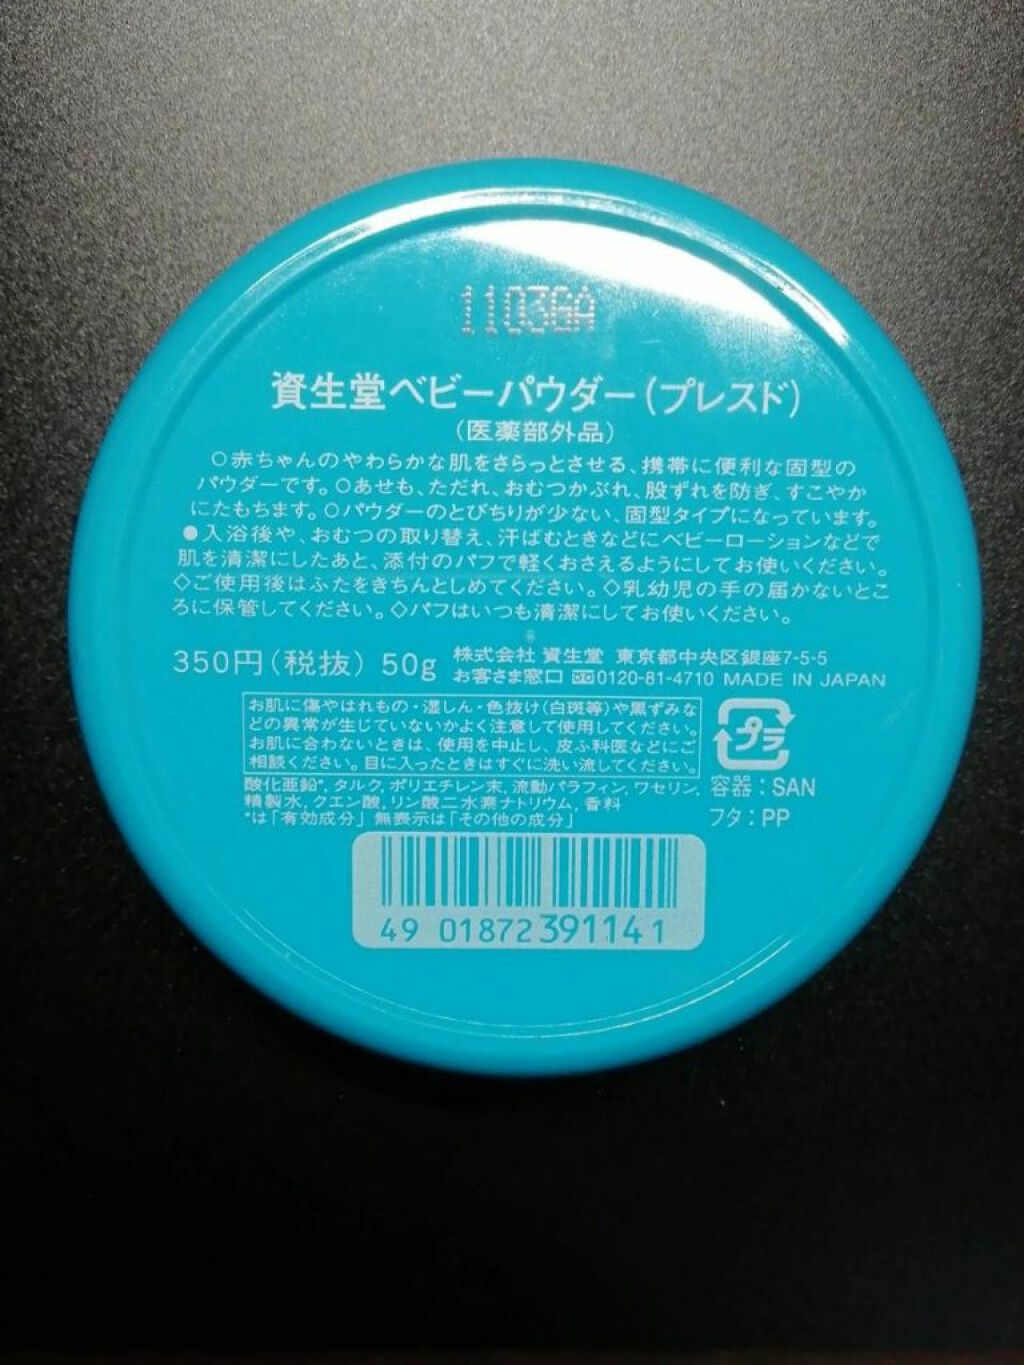 1103GA
資生堂ベビーパウダー(プレスド)
(医薬部外品)
○赤ちゃんのやわらかな肌をさらっとさせる、携帯に便利な固型の
パウダーです。○あせも、ただれ、おむつかぶれ、股ずれを防ぎ、すこやか
にたもちます。○パウダーのとびちりが少ない、固型タイプになっています。
●入浴後や、おむつの取り替え、汗ばむときなどにベビーローションなどで
肌を清潔にしたあと、添付のパフで軽くおさえるようにしてお使いください。
◇ご使用後はふたをきちんとしめてください。◇乳幼児の手の届かないとこ
ろに保管してください。◇パフはいつも清潔にしてお使いください。
350円(税抜) 50g
株式会社 資生堂 東京都中央区銀座7-5-5
お客さま窓口 0120-81-4710 MADE IN JAPAN
お肌に傷やはれもの・湿しん・色抜け(白斑等)や黒ずみな
どの異常が生じていないかよく注意して使用してください。
お肌に合わないときは、使用を中止し、皮ふ科医などにご
相談ください。目に入ったときはすぐに洗い流してください。
プラ
容器:SAN
フタ:PP
酸化亜鉛*, タルク, ポリエチレン末, 流動パラフィン, ワセリン,
精製水, クエン酸, リン酸二水素ナトリウム, 香料
*は「有効成分」 無表示は「その他の成分」
49 01872 39114 1